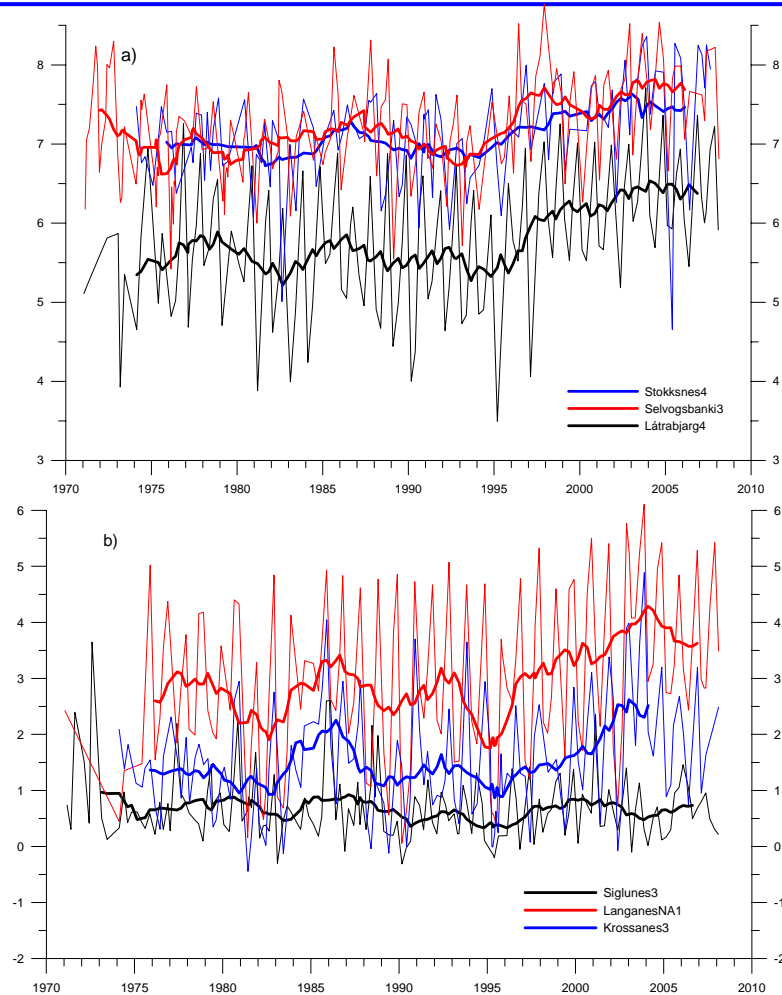 a)
8 8
7 7
6 6
5 5
4 4
3 3
Stokksnes4
Selvogsbanki3
Látrabjarg4
1970 1975 1980 1985 1990 1995 2000 2005 2010
b)
6 6
5 5
4 4
3 3
2 2
1 1
0 0
-1 -1
-2 -2
Siglunes3
LanganesNA1
Krossanes3
1970 1975 1980 1985 1990 1995 2000 2005 2010